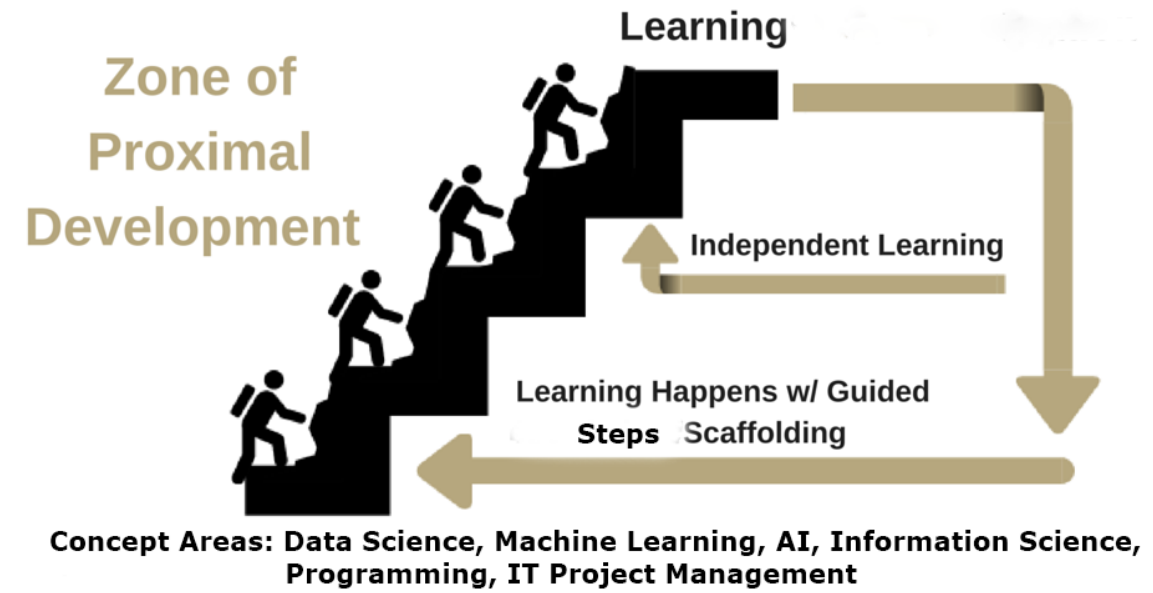 Learning
Zone of
Proximal
Development
Independent Learning
Learning Happens w/ Guided
Steps Scaffolding
Concept Areas: Data Science, Machine Learning, AI, Information Science,
Programming, IT Project Management